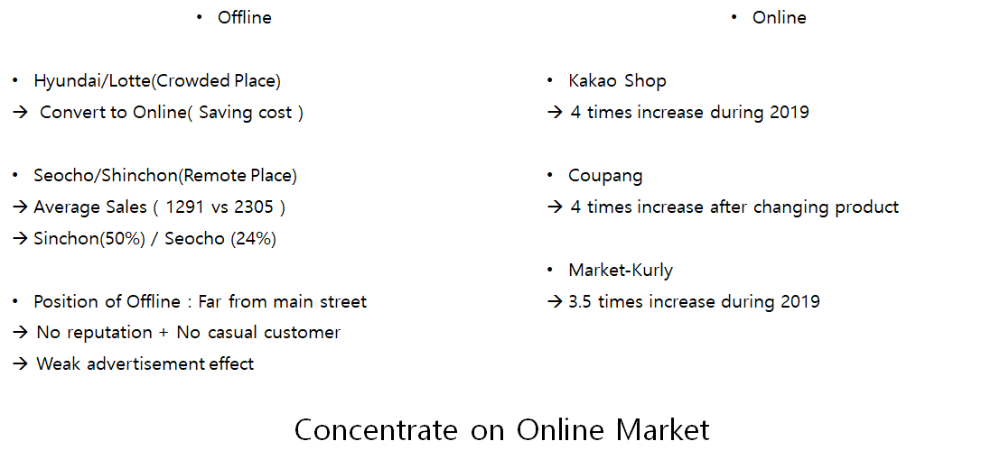 • Offline
• Hyundai/Lotte(Crowded Place)
→ Convert to Online( Saving cost )
• Seocho/Shinchon(Remote Place)
→ Average Sales ( 1291 vs 2305 )
→ Sinchon(50%) / Seocho (24%)
• Position of Offline : Far from main street
→ No reputation + No casual customer
→ Weak advertisement effect
• Online
• Kakao Shop
→ 4 times increase during 2019
• Coupang
→ 4 times increase after changing product
• Market-Kurly
→ 3.5 times increase during 2019
Concentrate on Online Market